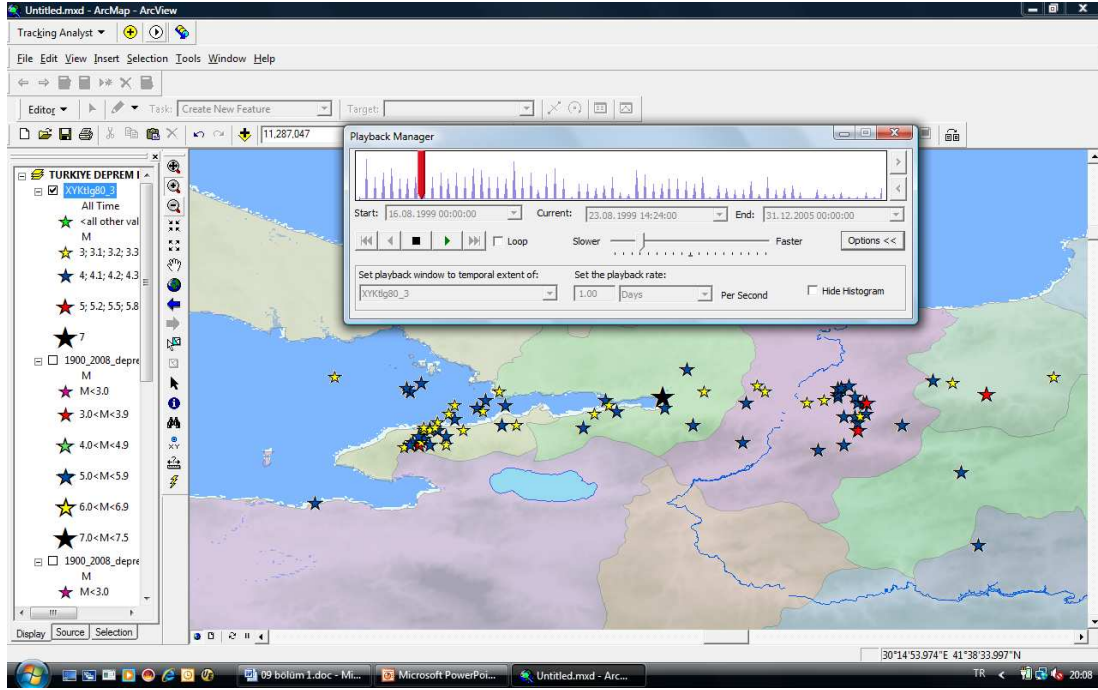 Untitled.mxd - ArcMap - ArcView
Tracking Analyst
File Edit View Insert Selection Tools Window Help
Editor Task: Create New Feature Target:
11,287,047
Playback Manager
Start: 16.08.1999 00:00:00 Current: 23.08.1999 14:24:00 End: 31.12.2005 00:00:00
Loop Slower Faster Options <<
Set playback window to temporal extent of: Set the playback rate:
XYKtlg80_3 1.00 Days Per Second Hide Histogram
TURKIYE DEPREM
XYKtlg80_3
All Time
<all other val
M
3; 3.1; 3.2; 3.3
4; 4.1; 4.2; 4.3
5; 5.2; 5.5; 5.8
7
1900_2008_depre
M
M<3.0
3.0<M<3.9
4.0<M<4.9
5.0<M<5.9
6.0<M<6.9
7.0<M<7.5
1900_2008_depre
M
M<3.0
Display Source Selection
30°14'53.974"E 41°38'33.997"N
09 bölüm 1.doc - Mi... Microsoft PowerPoi... Untitled.mxd - Arc... TR 20:08